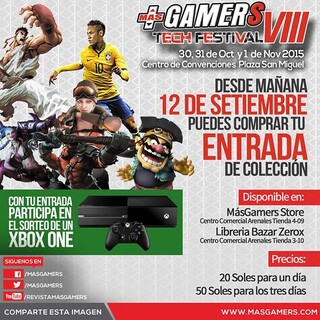 +MÁS GAMERS VIII
TECH FESTIVAL
30, 31 de Oct y 1 de Nov 2015
Centro de Convenciones Plaza San Miguel
DESDE MAÑANA
12 DE SETIEMBRE
PUEDES COMPRAR TU
ENTRADA
DE COLECCIÓN
CON TU ENTRADA
PARTICIPA EN
EL SORTEO DE UN
XBOX ONE
Disponible en:
MásGamers Store
Centro Comercial Arenales Tienda 4-09
Libreria Bazar Zerox
Centro Comercial Arenales Tienda 3-10
Precios:
20 Soles para un día
50 Soles para los tres días
SIGUENOS EN
f /MASGAMERS
/MASGAMERS
YouTube /REVISTAMASGAMERS
COMPARTE ESTA IMAGEN
WWW.MASGAMERS.COM